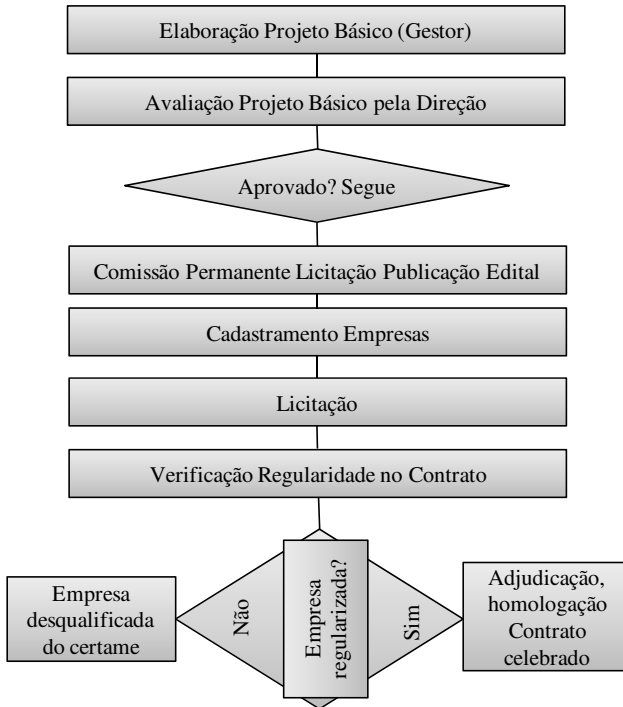 Elaboração Projeto Básico (Gestor)
Avaliação Projeto Básico pela Direção
Aprovado? Segue
Comissão Permanente Licitação Publicação Edital
Cadastramento Empresas
Licitação
Verificação Regularidade no Contrato
Empresa
desqualificada
do certame
Não
Empresa
regularizada?
Sim
Adjudicação,
homologação
Contrato
celebrado